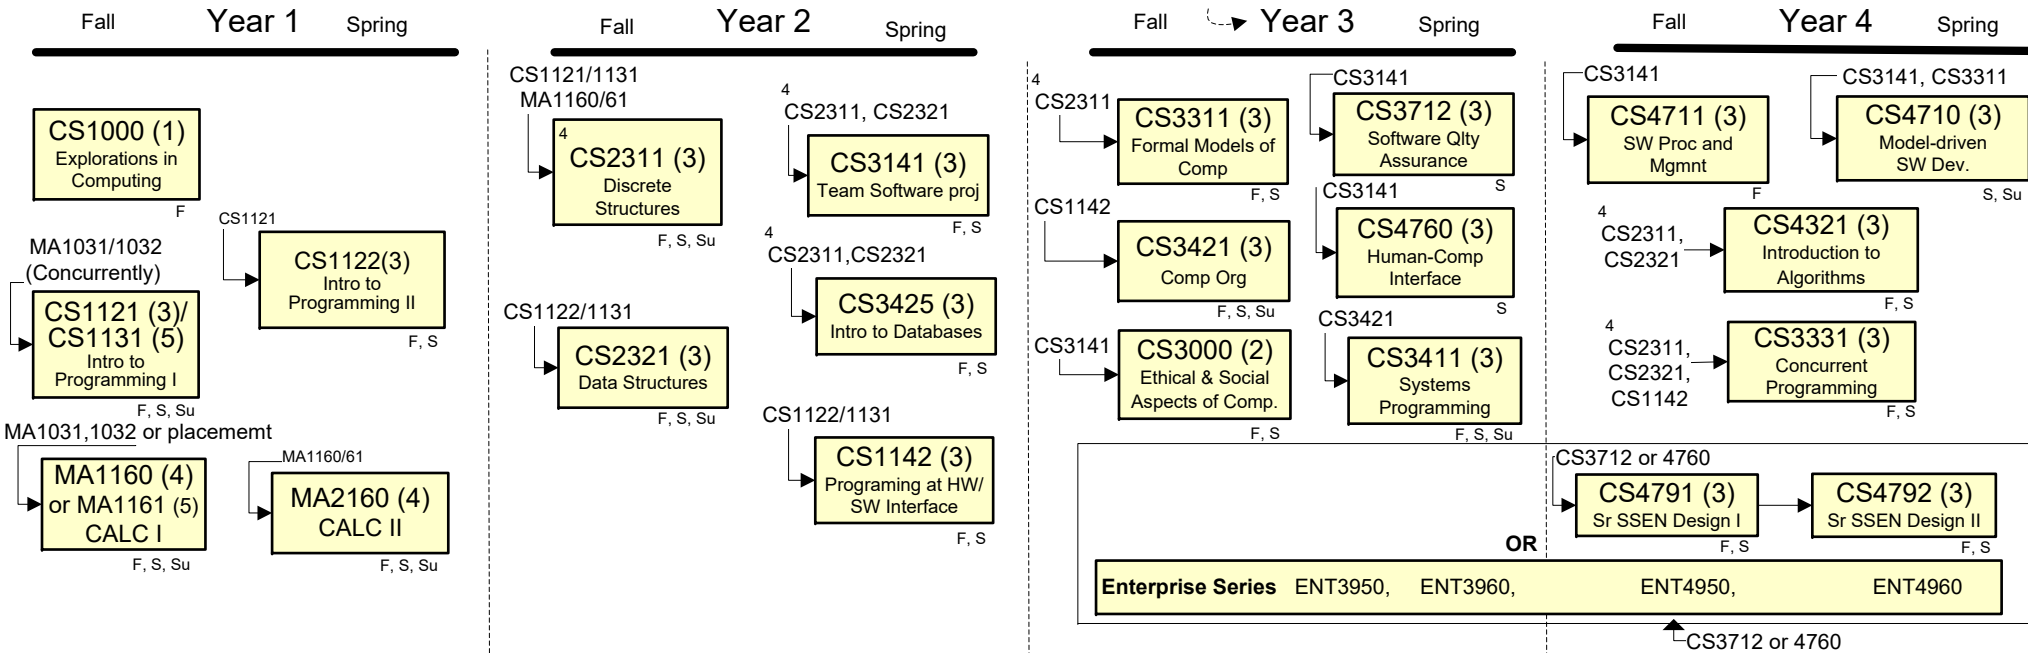 Fall Year 1 Spring
CS1000 (1)
Explorations in
Computing
F
MA1031/1032
(Concurrently)
CS1121 (3)/
CS1131 (5)
Intro to
Programming I
F, S, Su
CS1121
CS1122(3)
Intro to
Programming II
F, S
MA1031,1032 or placememt
MA1160 (4)
or MA1161 (5)
CALC I
F, S, Su
MA1160/61
MA2160 (4)
CALC II
F, S, Su
Fall Year 2 Spring
CS1121/1131
MA1160/61
4
CS2311 (3)
Discrete
Structures
F, S, Su
CS1122/1131
CS2321 (3)
Data Structures
F, S, Su
4
CS2311, CS2321
CS3141 (3)
Team Software proj
F, S
4
CS2311,CS2321
CS3425 (3)
Intro to Databases
F, S
CS1122/1131
CS1142 (3)
Programing at HW/
SW Interface
F, S
Fall Year 3 Spring
4
CS2311
CS3311 (3)
Formal Models of
Comp
F, S
CS1142
CS3421 (3)
Comp Org
F, S, Su
CS3141
CS3000 (2)
Ethical & Social
Aspects of Comp.
F, S
CS3141
CS3712 (3)
Software Qlty
Assurance
S
CS3141
CS4760 (3)
Human-Comp
Interface
S
CS3421
CS3411 (3)
Systems
Programming
F, S, Su
Fall Year 4 Spring
CS3141
CS4711 (3)
SW Proc and
Mgmnt
F
CS3141, CS3311
CS4710 (3)
Model-driven
SW Dev.
S, Su
4
CS2311,
CS2321
CS4321 (3)
Introduction to
Algorithms
F, S
4
CS2311,
CS2321,
CS1142
CS3331 (3)
Concurrent
Programming
F, S
CS3712 or 4760
CS4791 (3)
Sr SSEN Design I
F, S
CS4792 (3)
Sr SSEN Design II
F, S
OR
Enterprise Series ENT3950, ENT3960, ENT4950, ENT4960
CS3712 or 4760